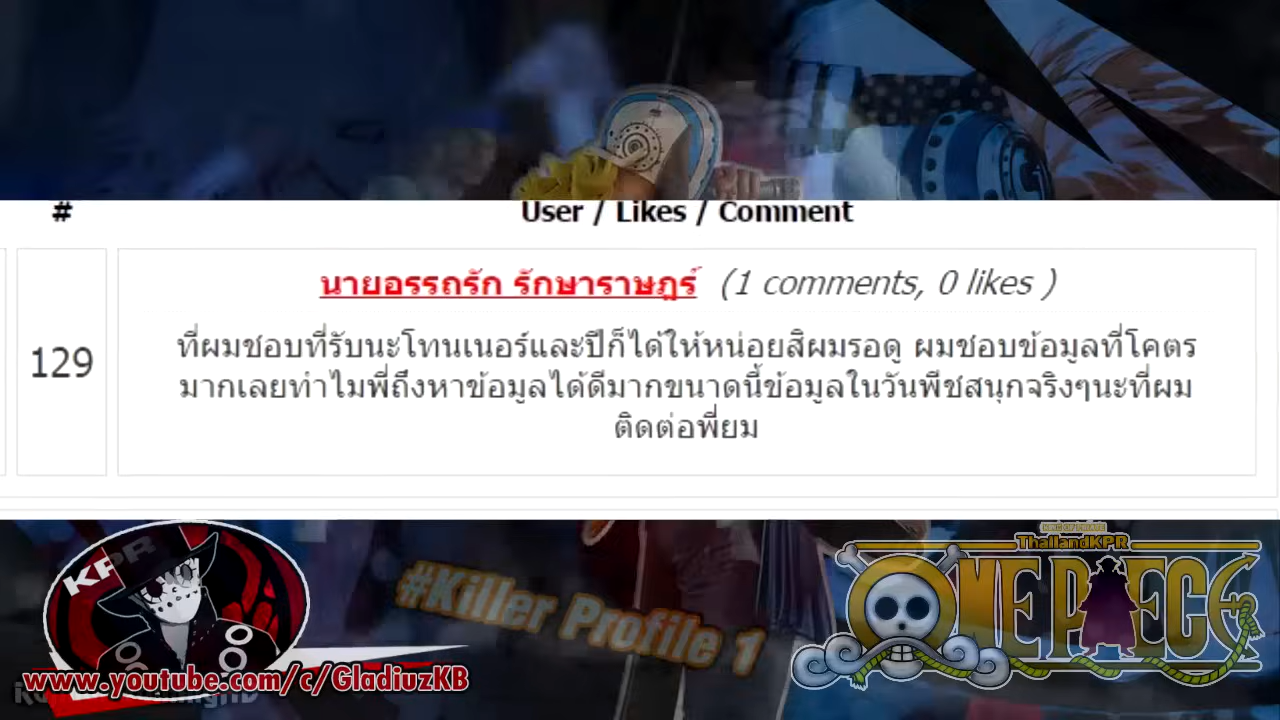 # User / Likes / Comment
นายอรรถรัก รักษาราษฎร์ (1 comments, 0 likes )
129
ที่ผมชอบที่รับนะโทนเนอร์และปีก็ได้ให้หน่อยสิผมรอดู ผมชอบข้อมูลที่โคตร
มากเลยทำไมพี่ถึงหาข้อมูลได้ดีมากขนาดนี้ข้อมูลในวันพีชสนุกจริงๆนะที่ผม
ติดต่อพี่ยม
KPR
#Killer Profile 1
ThailandKPR
ONE PIECE
www.youtube.com/c/GladiuzKB